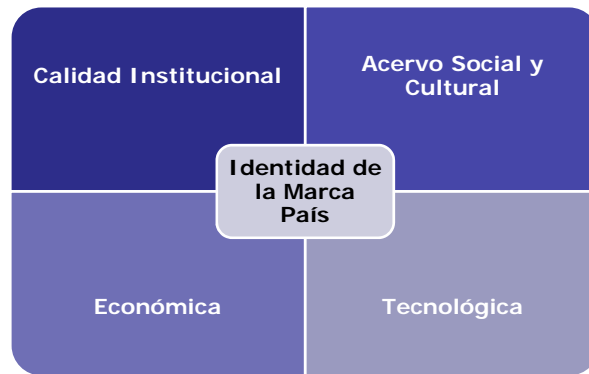 Calidad Institucional
Acervo Social y
Cultural
Identidad de
la Marca
País
Económica
Tecnológica